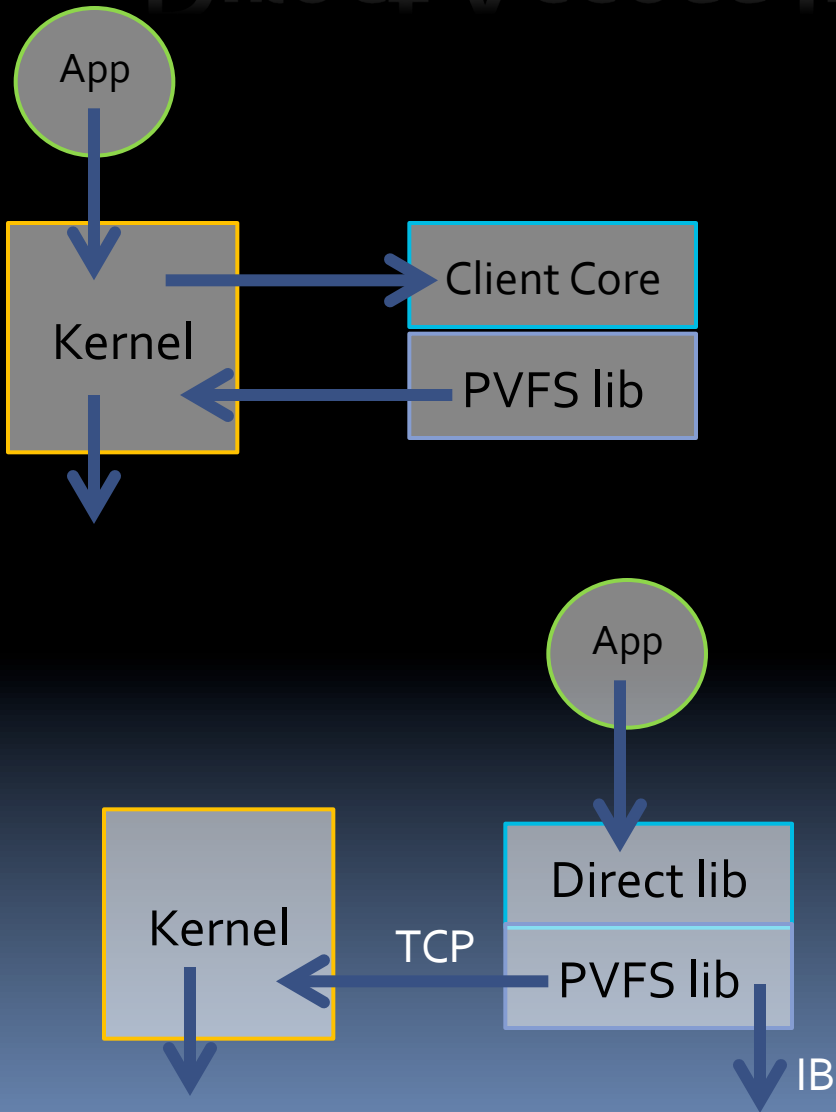 App
Client Core
Kernel
PVFS lib
App
Direct lib
Kernel
TCP
PVFS lib
IB